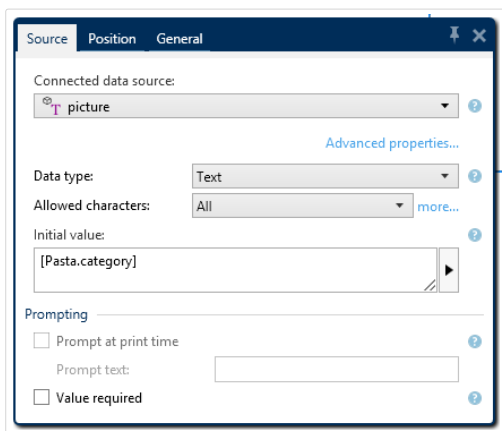 Source Position General
Connected data source:
T picture
Advanced properties...
Data type: Text
Allowed characters: All more...
Initial value:
[Pasta.category]
Prompting
Prompt at print time
Prompt text:
Value required